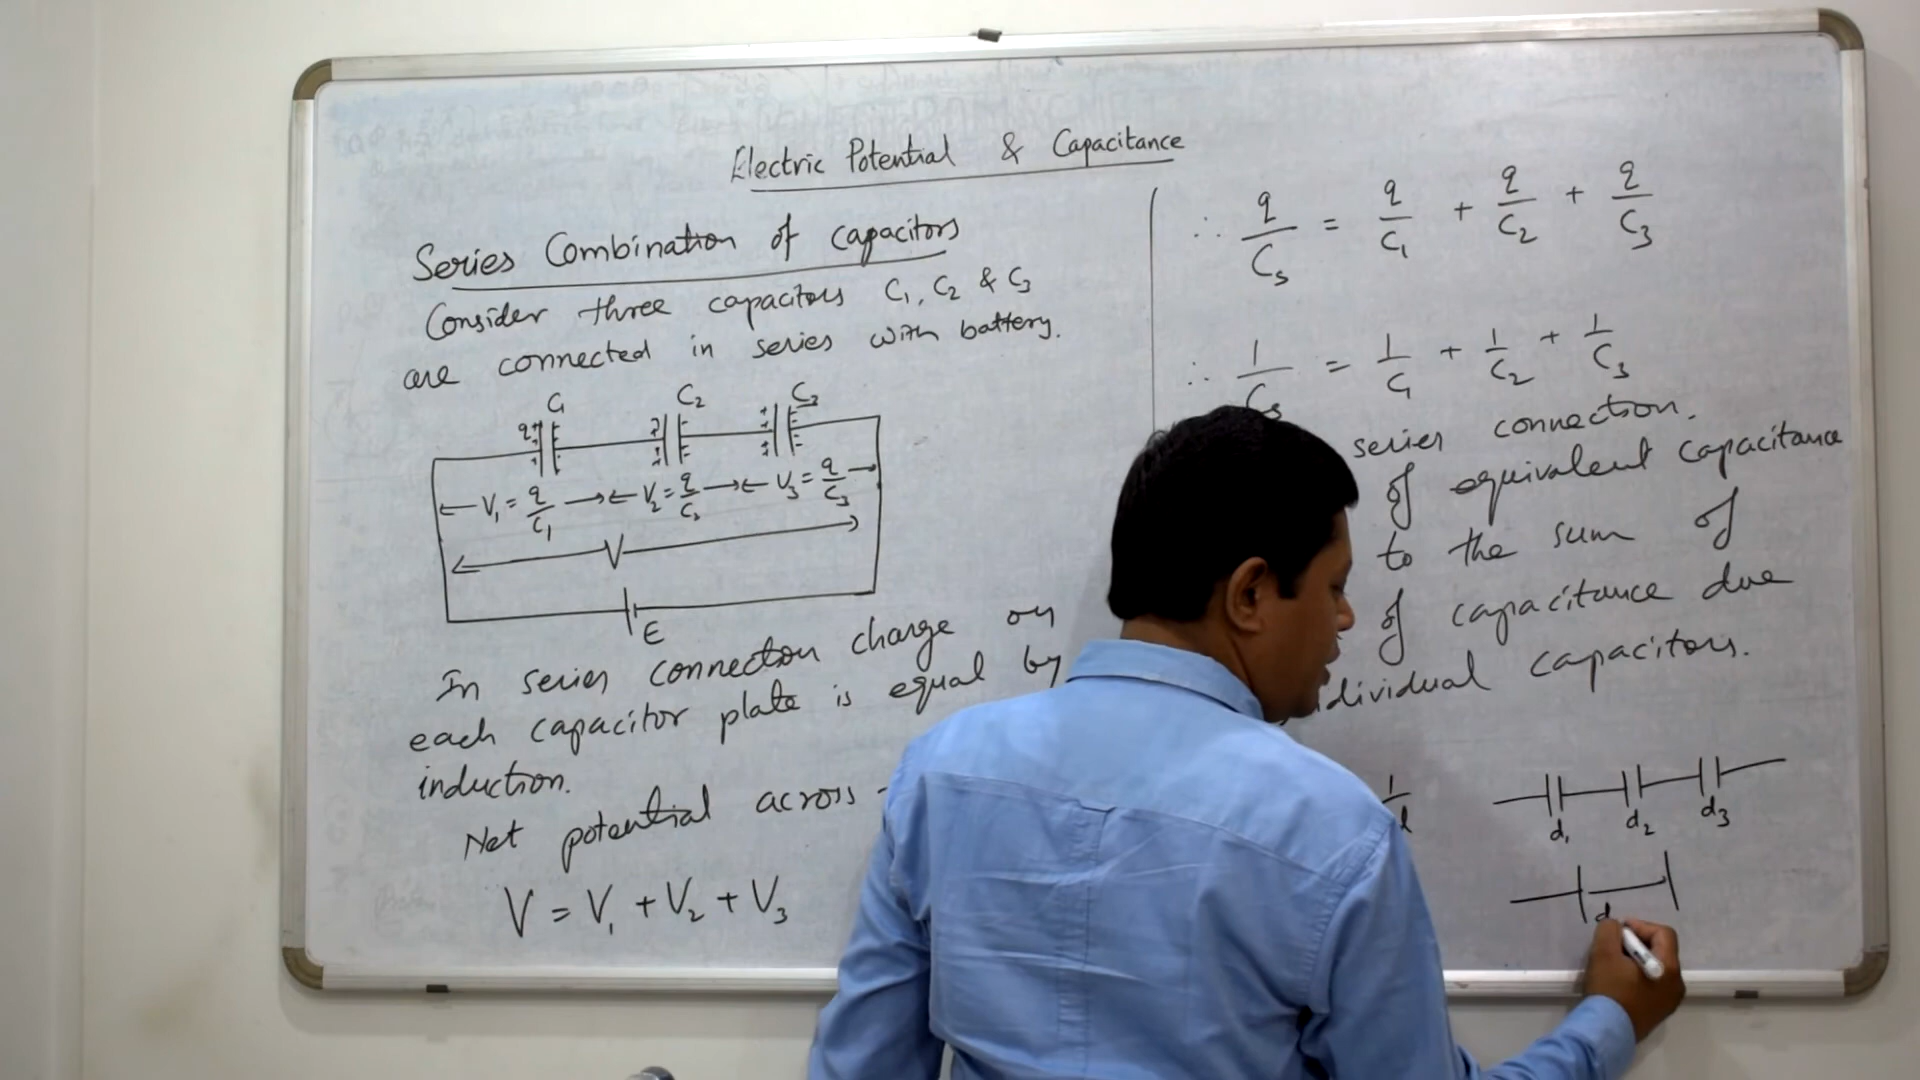 Electric Potential & Capacitance
Series Combination of capacitors
Consider three capacitors C₁, C₂ & C₃
are connected in series with battery.
C₁ C₂ C₃
q
V₁ = q/C₁ V₂ = q/C₂ V₃ = q/C₃
V
E
In series connection charge on
each capacitor plate is equal by
induction.
Net potential across
V = V₁ + V₂ + V₃
∴ q/Cs = q/C₁ + q/C₂ + q/C₃
∴ 1/Cs = 1/C₁ + 1/C₂ + 1/C₃
series connection.
of equivalent capacitance
to the sum of
of capacitance due
dividual capacitors.
d₁ d₂ d₃
d